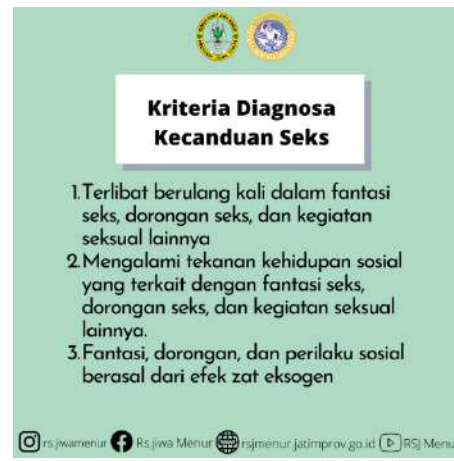 Kriteria Diagnosa
Kecanduan Seks
1. Terlibat berulang kali dalam fantasi
seks, dorongan seks, dan kegiatan
seksual lainnya
2. Mengalami tekanan kehidupan sosial
yang terkait dengan fantasi seks,
dorongan seks, dan kegiatan seksual
lainnya.
3. Fantasi, dorongan, dan perilaku sosial
berasal dari efek zat eksogen
rs.jiwamenur Rs.jiwa Menur rsjmenur.jatimprov.go.id RSJ Menu